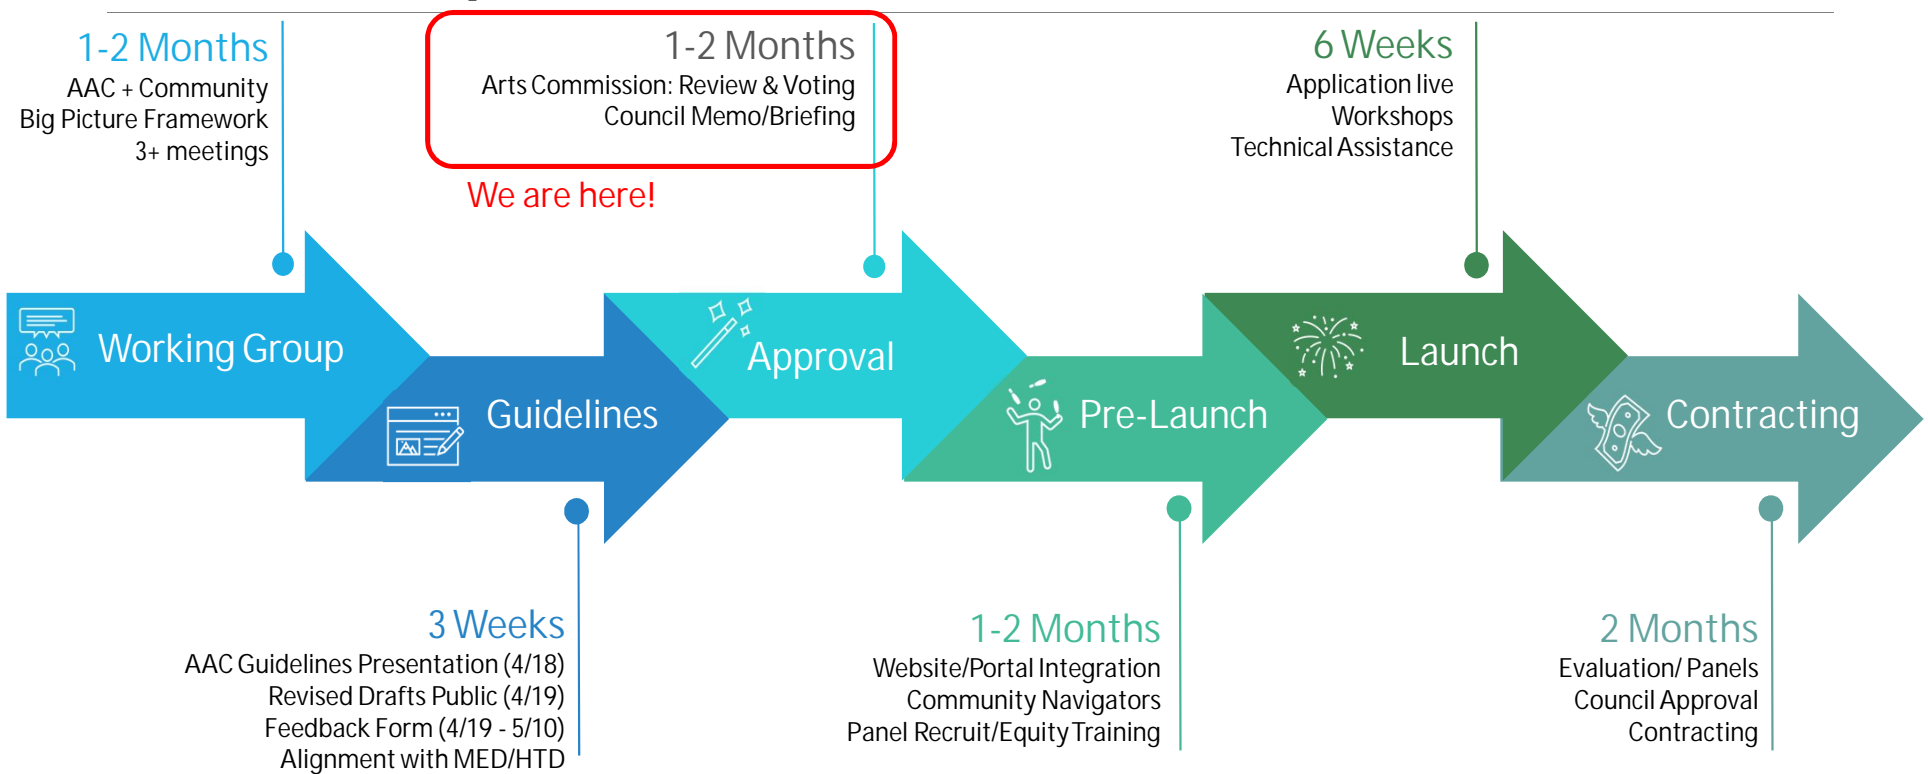 1-2 Months
AAC + Community
Big Picture Framework
3+ meetings
1-2 Months
Arts Commission: Review & Voting
Council Memo/Briefing
We are here!
6 Weeks
Application live
Workshops
Technical Assistance
Working Group
Guidelines
Approval
Pre-Launch
Launch
Contracting
3 Weeks
AAC Guidelines Presentation (4/18)
Revised Drafts Public (4/19)
Feedback Form (4/19 - 5/10)
Alignment with MED/HTD
1-2 Months
Website/Portal Integration
Community Navigators
Panel Recruit/Equity Training
2 Months
Evaluation/ Panels
Council Approval
Contracting